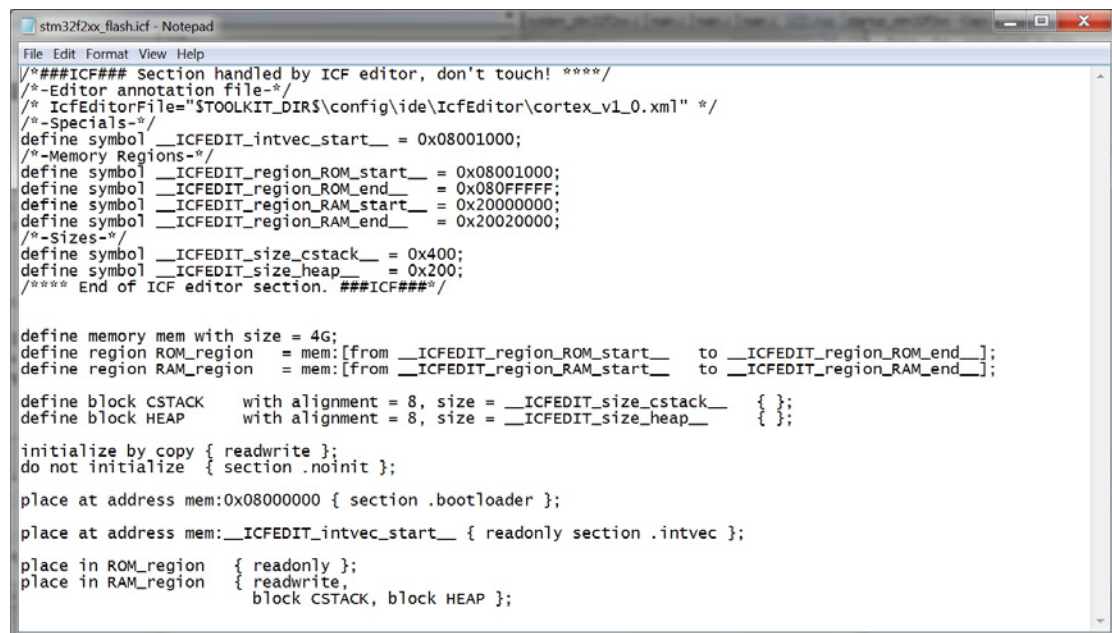 stm32f2xx_flash.icf - Notepad
File Edit Format View Help
/*###ICF### Section handled by ICF editor, don't touch! ****/
/*-Editor annotation file-*/
/* IcfEditorFile="$TOOLKIT_DIR$\config\ide\IcfEditor\cortex_v1_0.xml" */
/*-Specials-*/
define symbol __ICFEDIT_intvec_start__ = 0x08001000;
/*-Memory Regions-*/
define symbol __ICFEDIT_region_ROM_start__ = 0x08001000;
define symbol __ICFEDIT_region_ROM_end__   = 0x080FFFFF;
define symbol __ICFEDIT_region_RAM_start__ = 0x20000000;
define symbol __ICFEDIT_region_RAM_end__   = 0x20020000;
/*-Sizes-*/
define symbol __ICFEDIT_size_cstack__ = 0x400;
define symbol __ICFEDIT_size_heap__   = 0x200;
/**** End of ICF editor section. ###ICF###*/
define memory mem with size = 4G;
define region ROM_region   = mem:[from __ICFEDIT_region_ROM_start__   to __ICFEDIT_region_ROM_end__];
define region RAM_region   = mem:[from __ICFEDIT_region_RAM_start__   to __ICFEDIT_region_RAM_end__];
define block CSTACK    with alignment = 8, size = __ICFEDIT_size_cstack__   { };
define block HEAP      with alignment = 8, size = __ICFEDIT_size_heap__     { };
initialize by copy { readwrite };
do not initialize  { section .noinit };
place at address mem:0x08000000 { section .bootloader };
place at address mem:__ICFEDIT_intvec_start__ { readonly section .intvec };
place in ROM_region   { readonly };
place in RAM_region   { readwrite,
                        block CSTACK, block HEAP };